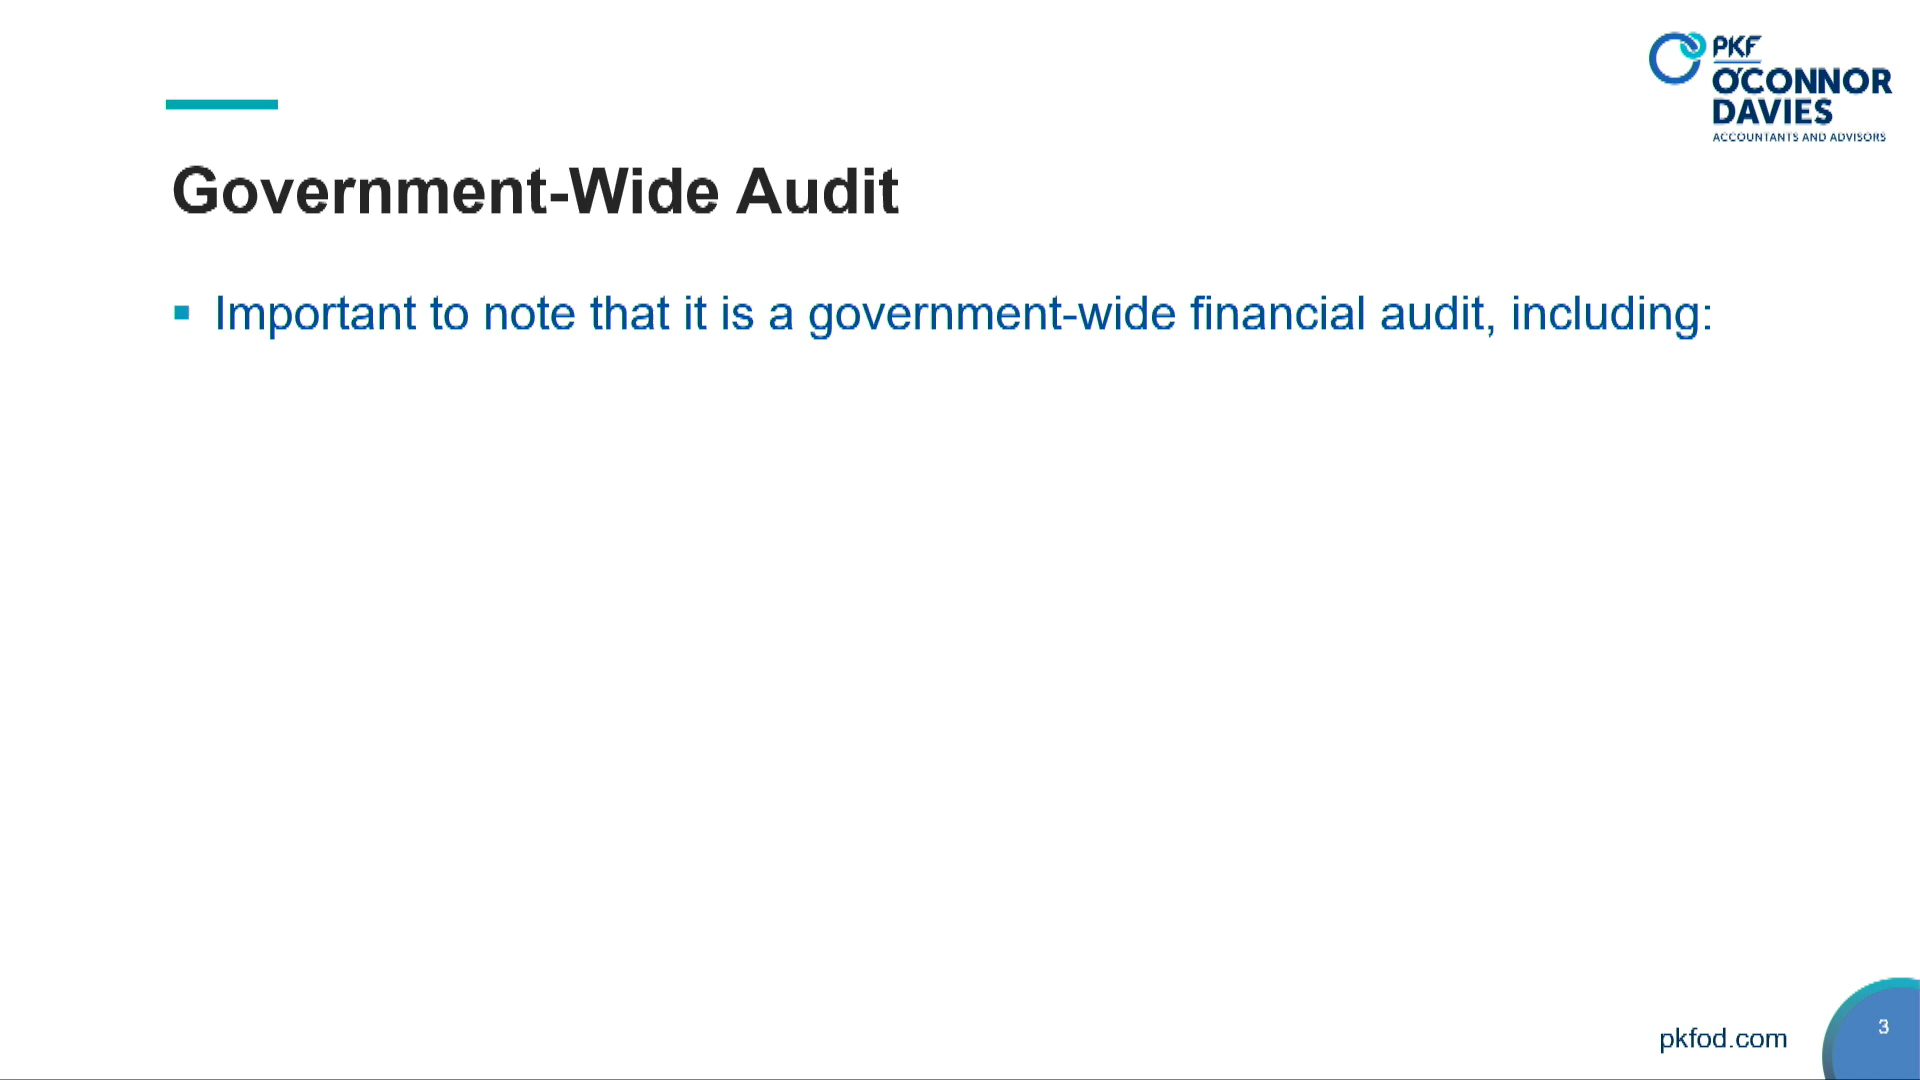 PKF
O'CONNOR
DAVIES
ACCOUNTANTS AND ADVISORS
Government-Wide Audit
▪ Important to note that it is a government-wide financial audit, including:
pkfod.com
3